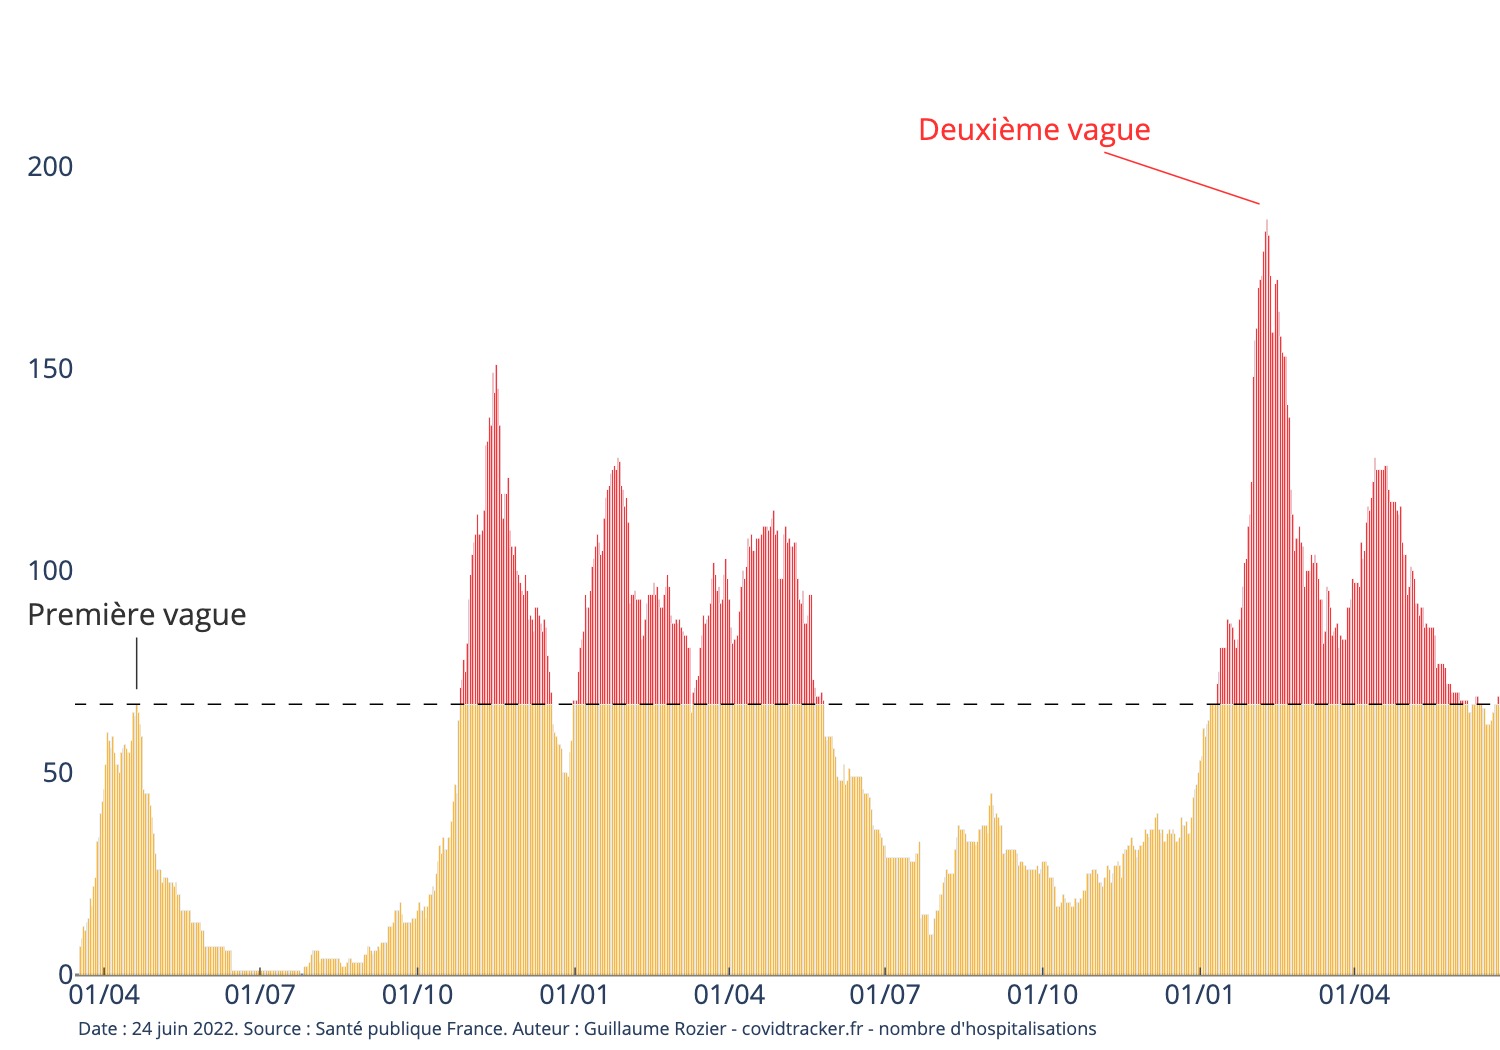 Deuxième vague
200
150
100
Première vague
50
0
01/04 01/07 01/10 01/01 01/04 01/07 01/10 01/01 01/04
Date : 24 juin 2022. Source : Santé publique France. Auteur : Guillaume Rozier - covidtracker.fr - nombre d'hospitalisations